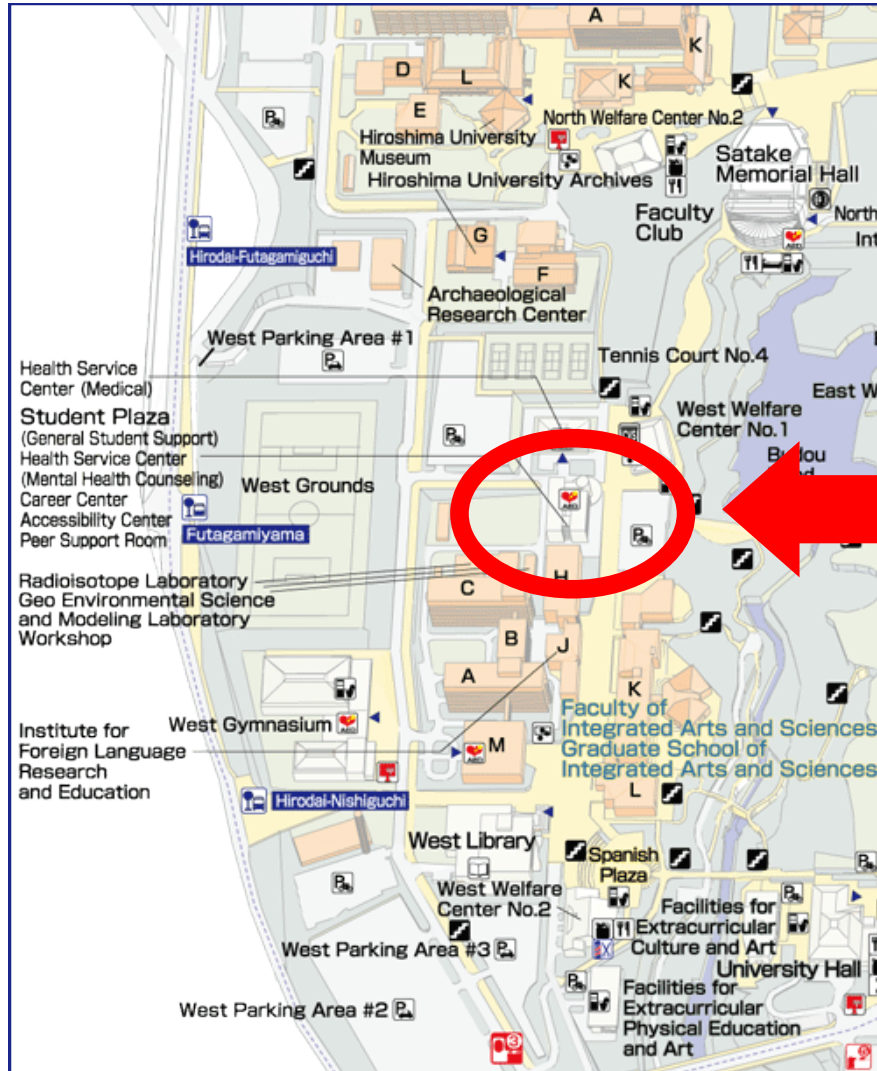 A
K
D
L
K
E
North Welfare Center No.2
Hiroshima University
Museum
Hiroshima University Archives
Satake
Memorial Hall
AED
North
Int
Faculty
Club
G
F
Hirodai-Futagamiguchi
Archaeological
Research Center
West Parking Area #1
P
P
Tennis Court No.4
Health Service
Center (Medical)
East W
West Welfare
Center No.1
Student Plaza
(General Student Support)
Health Service Center
(Mental Health Counseling)
Career Center
Accessibility Center
Peer Support Room
P
West Grounds
Futagamiyama
AED
P
Radioisotope Laboratory
Geo Environmental Science
and Modeling Laboratory
Workshop
C
H
B
J
A
K
Faculty of
Integrated Arts and Sciences
Graduate School of
Integrated Arts and Sciences
West Gymnasium
AED
M
AED
Institute for
Foreign Language
Research
and Education
Hirodai-Nishiguchi
L
West Library
Spanish
Plaza
P
P
West Welfare
Center No.2
P
Facilities for
Extracurricular
Culture and Art
West Parking Area #3
P
University Hall
P
Facilities for
Extracurricular
Physical Education
and Art
West Parking Area #2
P
3